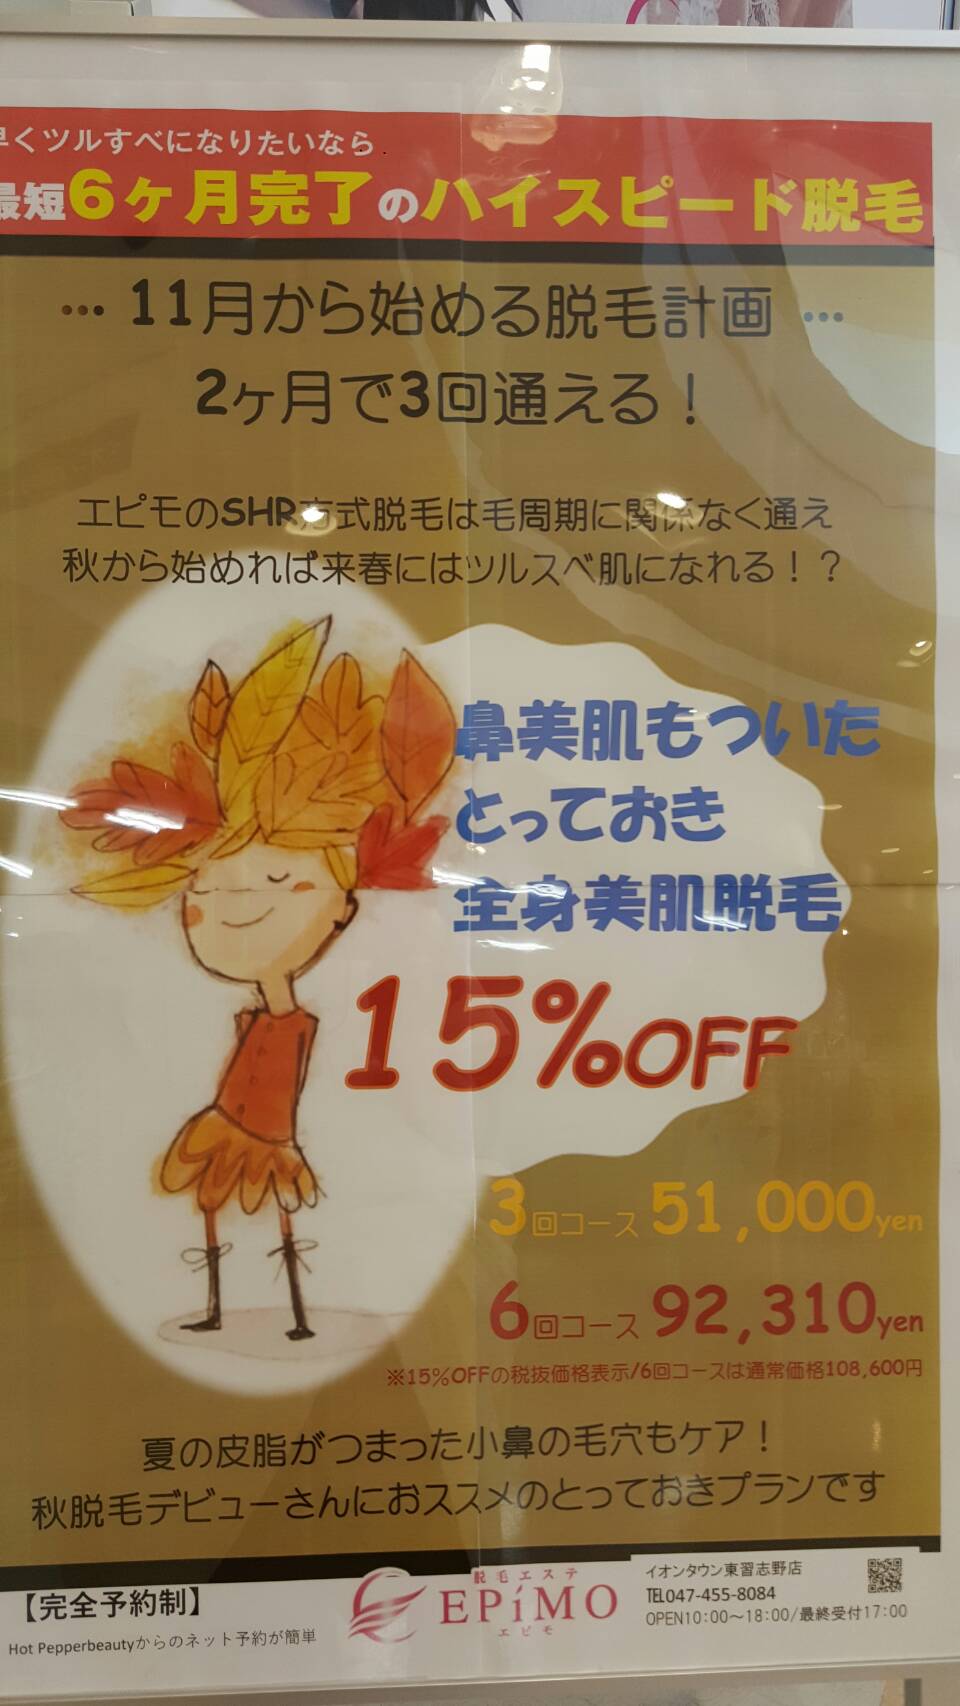 早くツルすべになりたいなら
最短6ヶ月完了のハイスピード脱毛
… 11月から始める脱毛計画 …
2ヶ月で3回通える！
エピモのSHR方式脱毛は毛周期に関係なく通え
秋から始めれば来春にはツルスベ肌になれる！？
鼻美肌もついた
とっておき
全身美肌脱毛
15%OFF
3回コース 51,000yen
6回コース 92,310yen
※15%OFFの税抜価格表示/6回コースは通常価格108,600円
夏の皮脂がつまった小鼻の毛穴もケア！
秋脱毛デビューさんにおススメのとっておきプランです
【完全予約制】
Hot Pepperbeautyからのネット予約が簡単
脱毛エステ
EPiMO
エピモ
イオンタウン東習志野店
TEL047-455-8084
OPEN10:00～18:00/最終受付17:00